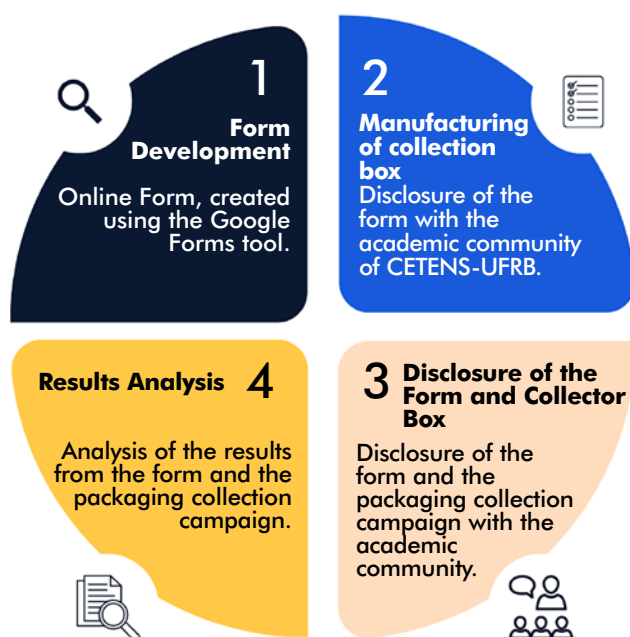 1
Form
Development
Online Form, created
using the Google
Forms tool.
2
Manufacturing
of collection
box
Disclosure of the
form with the
academic community
of CETENS-UFRB.
3
Disclosure of the
Form and Collector
Box
Disclosure of the
form and the
packaging collection
campaign with the
academic
community.
Results Analysis 4
Analysis of the results
from the form and the
packaging collection
campaign.